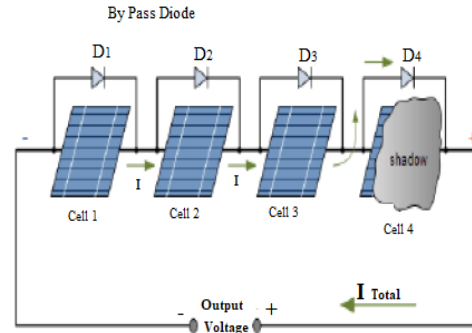 By Pass Diode
D1
D2
D3
D4
-
shadow
I
I
Cell 1
Cell 2
Cell 3
Cell 4
I Total
- Output +
Voltage